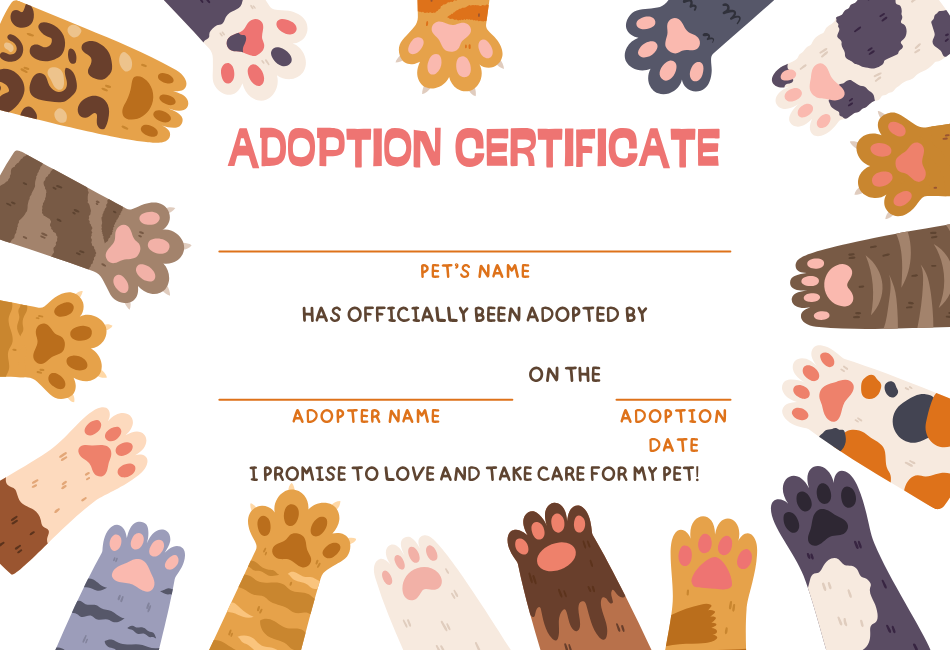 ADOPTION CERTIFICATE
PET'S NAME
HAS OFFICIALLY BEEN ADOPTED BY
ON THE
ADOPTER NAME
ADOPTION
DATE
I PROMISE TO LOVE AND TAKE CARE FOR MY PET!